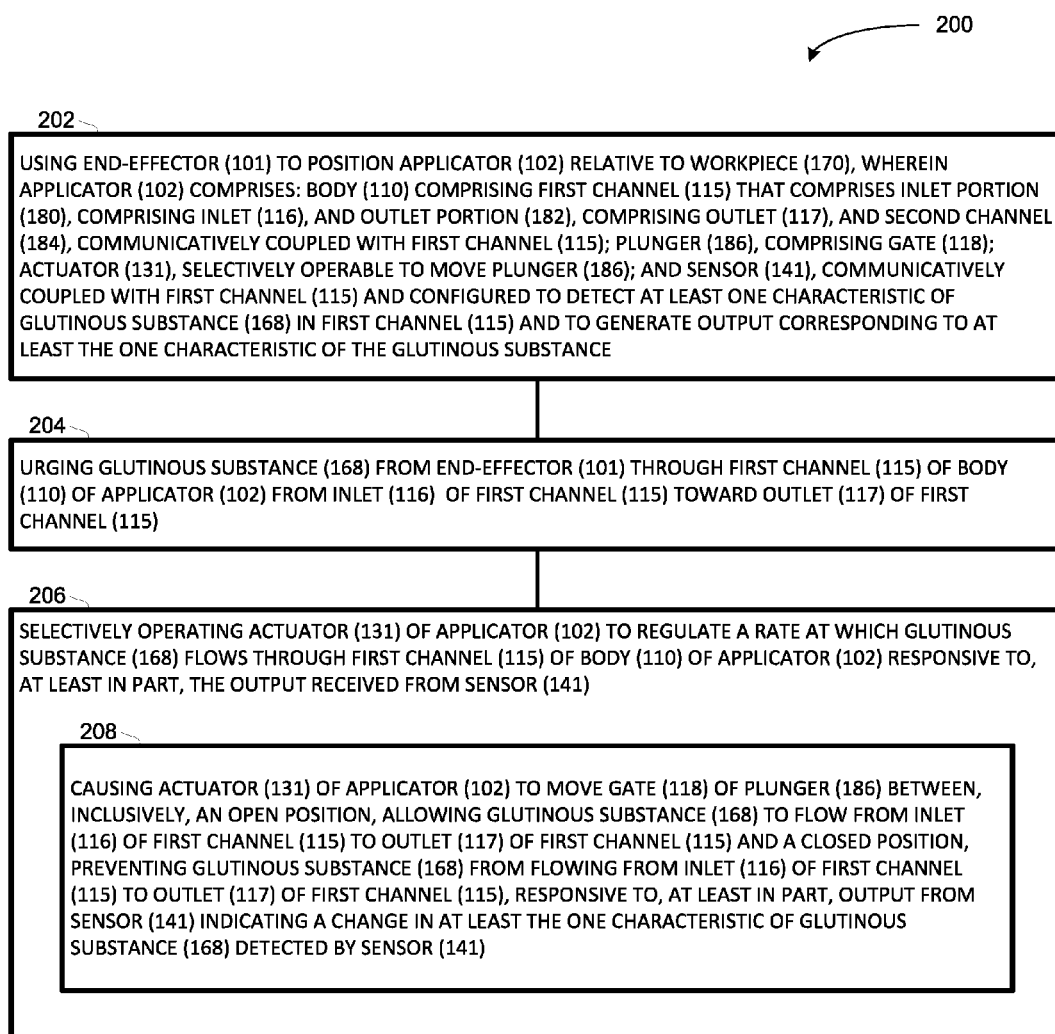 200
202
USING END-EFFECTOR (101) TO POSITION APPLICATOR (102) RELATIVE TO WORKPIECE (170), WHEREIN
APPLICATOR (102) COMPRISES: BODY (110) COMPRISING FIRST CHANNEL (115) THAT COMPRISES INLET PORTION
(180), COMPRISING INLET (116), AND OUTLET PORTION (182), COMPRISING OUTLET (117), AND SECOND CHANNEL
(184), COMMUNICATIVELY COUPLED WITH FIRST CHANNEL (115); PLUNGER (186), COMPRISING GATE (118);
ACTUATOR (131), SELECTIVELY OPERABLE TO MOVE PLUNGER (186); AND SENSOR (141), COMMUNICATIVELY
COUPLED WITH FIRST CHANNEL (115) AND CONFIGURED TO DETECT AT LEAST ONE CHARACTERISTIC OF
GLUTINOUS SUBSTANCE (168) IN FIRST CHANNEL (115) AND TO GENERATE OUTPUT CORRESPONDING TO AT
LEAST THE ONE CHARACTERISTIC OF THE GLUTINOUS SUBSTANCE
204
URGING GLUTINOUS SUBSTANCE (168) FROM END-EFFECTOR (101) THROUGH FIRST CHANNEL (115) OF BODY
(110) OF APPLICATOR (102) FROM INLET (116) OF FIRST CHANNEL (115) TOWARD OUTLET (117) OF FIRST
CHANNEL (115)
206
SELECTIVELY OPERATING ACTUATOR (131) OF APPLICATOR (102) TO REGULATE A RATE AT WHICH GLUTINOUS
SUBSTANCE (168) FLOWS THROUGH FIRST CHANNEL (115) OF BODY (110) OF APPLICATOR (102) RESPONSIVE TO,
AT LEAST IN PART, THE OUTPUT RECEIVED FROM SENSOR (141)
208
CAUSING ACTUATOR (131) OF APPLICATOR (102) TO MOVE GATE (118) OF PLUNGER (186) BETWEEN,
INCLUSIVELY, AN OPEN POSITION, ALLOWING GLUTINOUS SUBSTANCE (168) TO FLOW FROM INLET
(116) OF FIRST CHANNEL (115) TO OUTLET (117) OF FIRST CHANNEL (115) AND A CLOSED POSITION,
PREVENTING GLUTINOUS SUBSTANCE (168) FROM FLOWING FROM INLET (116) OF FIRST CHANNEL
(115) TO OUTLET (117) OF FIRST CHANNEL (115), RESPONSIVE TO, AT LEAST IN PART, OUTPUT FROM
SENSOR (141) INDICATING A CHANGE IN AT LEAST THE ONE CHARACTERISTIC OF GLUTINOUS
SUBSTANCE (168) DETECTED BY SENSOR (141)